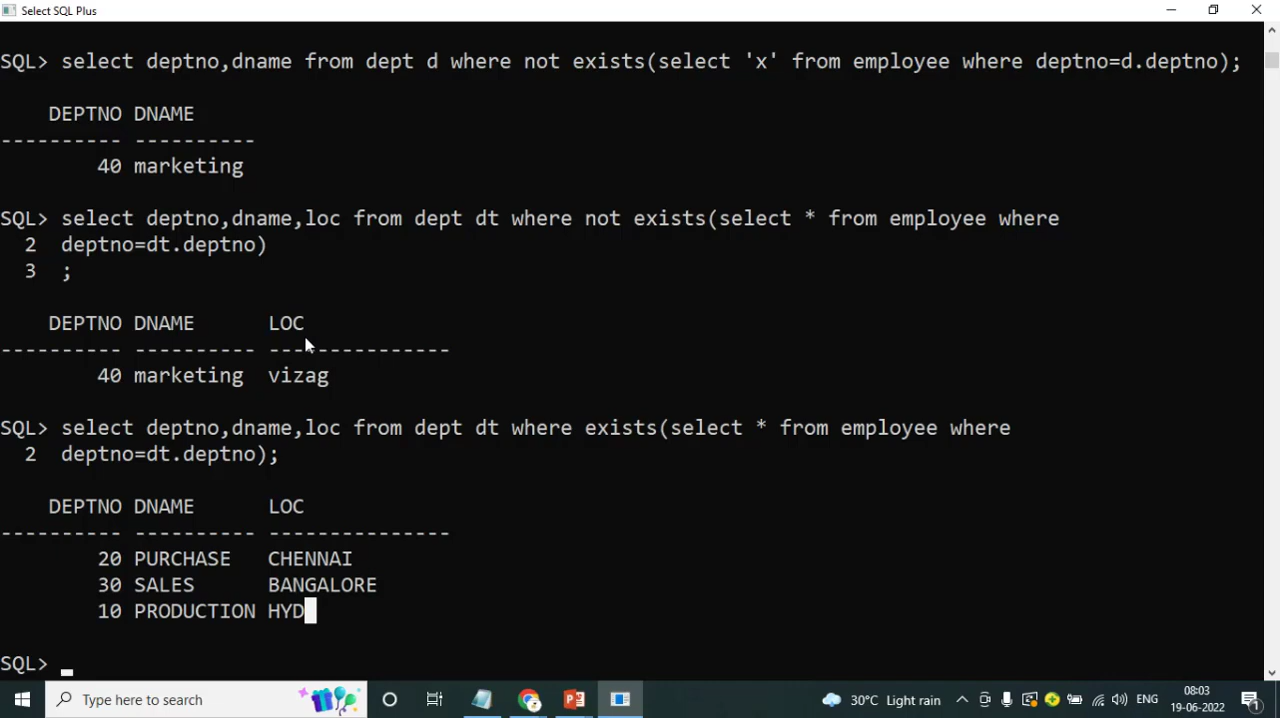 Select SQL Plus
SQL> select deptno,dname from dept d where not exists(select 'x' from employee where deptno=d.deptno);
DEPTNO DNAME
---------- ----------
40 marketing
SQL> select deptno,dname,loc from dept dt where not exists(select * from employee where
2 deptno=dt.deptno)
3 ;
DEPTNO DNAME LOC
---------- ---------- ---------------
40 marketing vizag
SQL> select deptno,dname,loc from dept dt where exists(select * from employee where
2 deptno=dt.deptno);
DEPTNO DNAME LOC
---------- ---------- ---------------
20 PURCHASE CHENNAI
30 SALES BANGALORE
10 PRODUCTION HYD
SQL>
Type here to search
30°C Light rain
ENG
08:03
19-06-2022
1